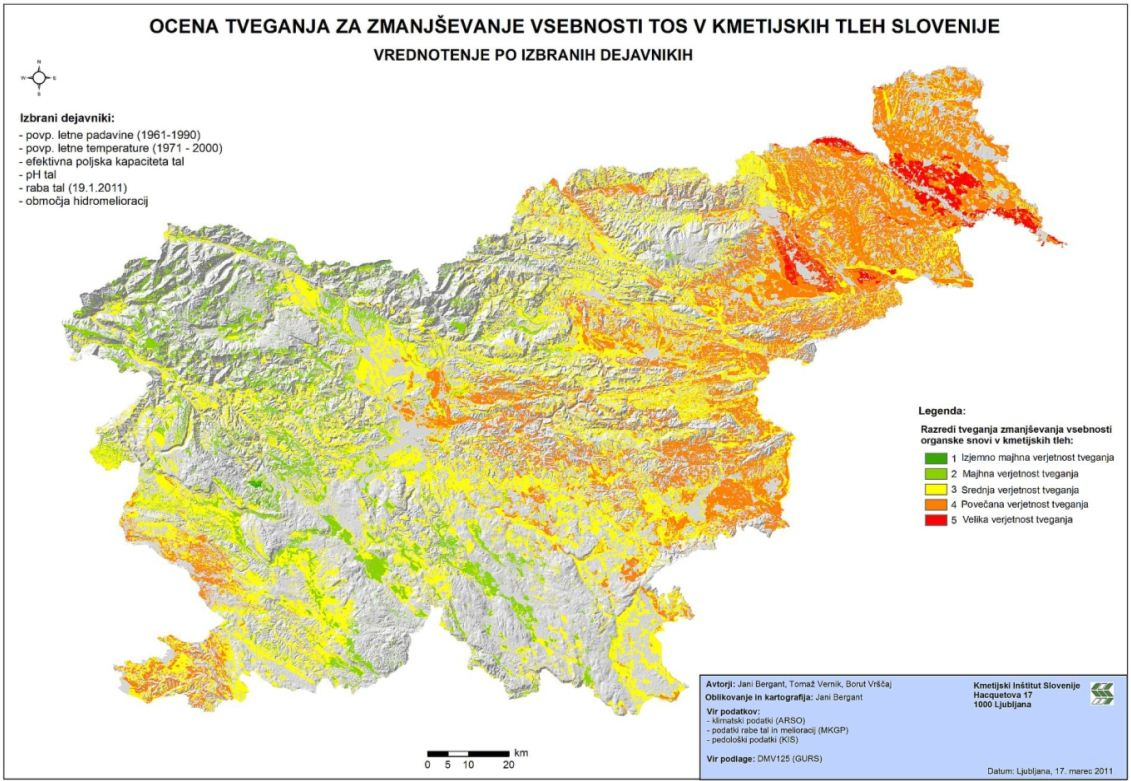 OCENA TVEGANJA ZA ZMANJŠEVANJE VSEBNOSTI TOS V KMETIJSKIH TLEH SLOVENIJE
VREDNOTENJE PO IZBRANIH DEJAVNIKIH
N
W E
S
Izbrani dejavniki:
- povp. letne padavine (1961-1990)
- povp. letne temperature (1971 - 2000)
- efektivna poljska kapaciteta tal
- pH tal
- raba tal (19.1.2011)
- območja hidromelioracij
Legenda:
Razredi tveganja zmanjševanja vsebnosti
organske snovi v kmetijskih tleh:
1 Izjemno majhna verjetnost tveganja
2 Majhna verjetnost tveganja
3 Srednja verjetnost tveganja
4 Povečana verjetnost tveganja
5 Velika verjetnost tveganja
km
0 5 10 20
Avtorji: Jani Bergant, Tomaž Vernik, Borut Vrščaj
Oblikovanje in kartografija: Jani Bergant
Vir podatkov:
- klimatski podatki (ARSO)
- podatki rabe tal in melioracij (MKGP)
- pedološki podatki (KIS)
Vir podlage: DMV125 (GURS)
Kmetijski Inštitut Slovenije
Hacquetova 17
1000 Ljubljana
Datum: Ljubljana, 17. marec 2011